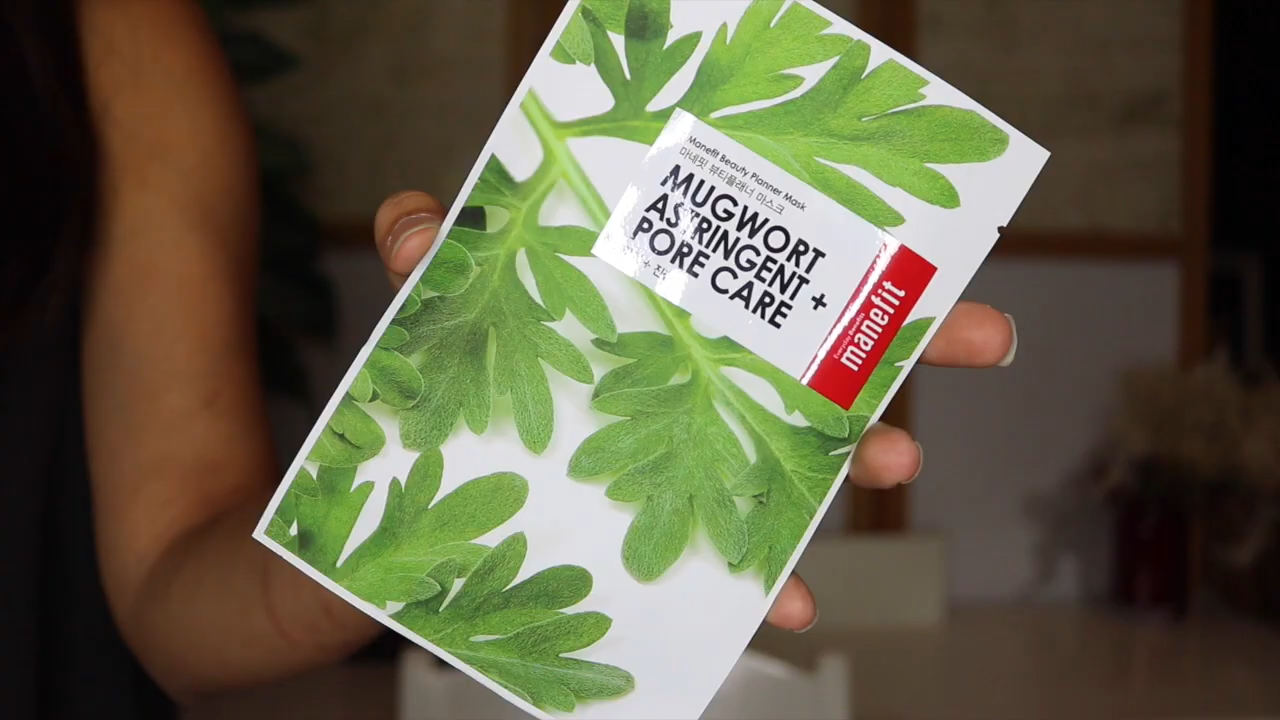 Manefit Beauty Planner Mask
마네핏 뷰티플래너 마스크
MUGWORT
ASTRINGENT +
PORE CARE
Everyday Benefits
manefit